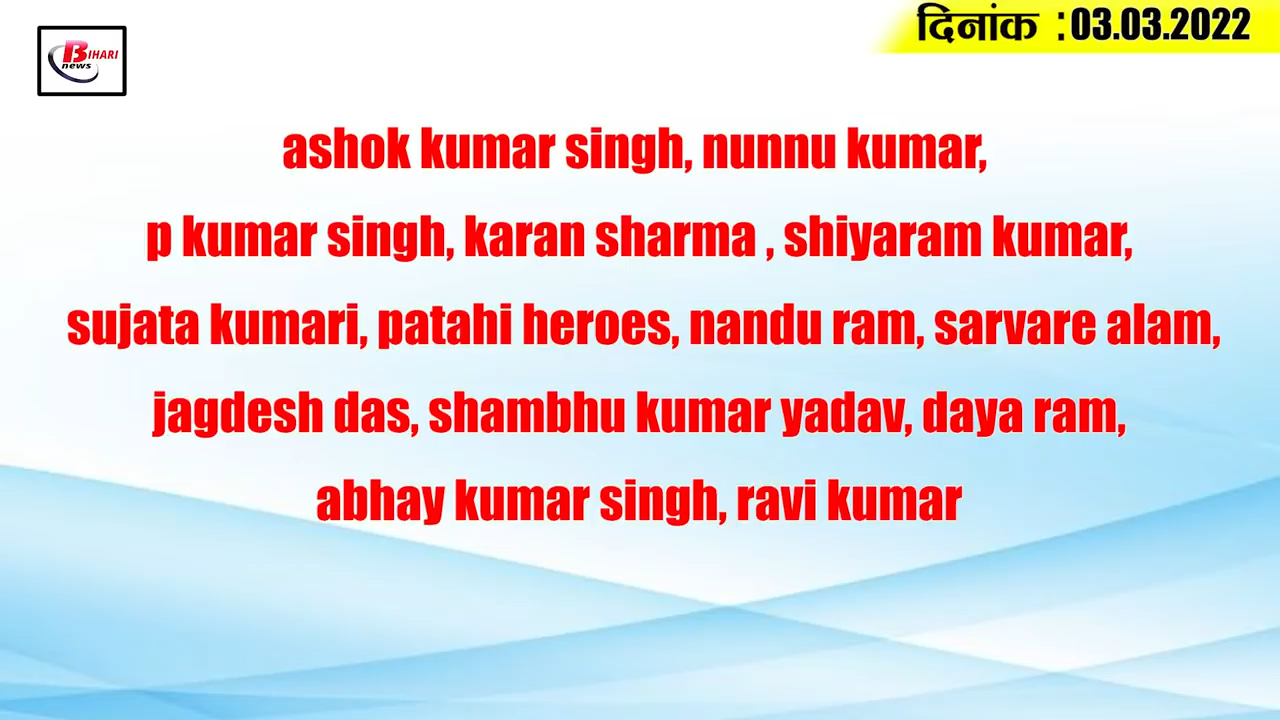 दिनांक :03.03.2022
BIHARI
news
ashok kumar singh, nunnu kumar,
p kumar singh, karan sharma , shiyaram kumar,
sujata kumari, patahi heroes, nandu ram, sarvare alam,
jagdesh das, shambhu kumar yadav, daya ram,
abhay kumar singh, ravi kumar